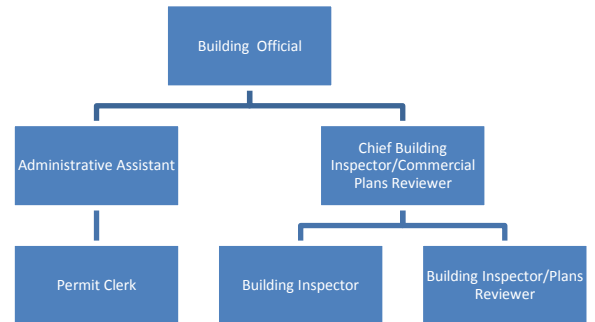 Building Official
Administrative Assistant
Chief Building
Inspector/Commercial
Plans Reviewer
Permit Clerk
Building Inspector
Building Inspector/Plans
Reviewer